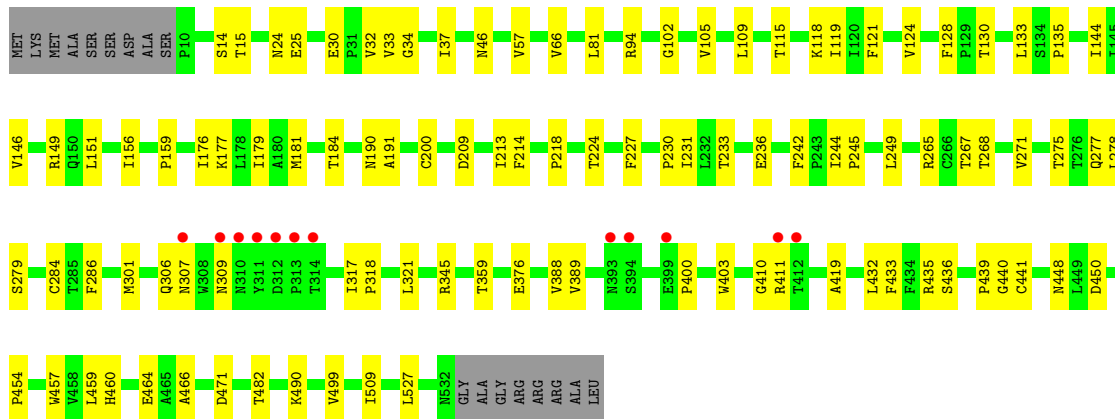 MET LYS MET ALA SER SER ASP ALA SER P10 S14 T15 N24 E25 E30 P31 V32 V33 G34 I37 N46 V57 V66 L81 R94 G102 V105 L109 T115 K118 I119 I120 F121 V124 F128 P129 T130 L133 S134 P135 I144 I145
V146 R149 Q150 L151 I156 P159 I176 K177 L178 I179 A180 M181 T184 N190 A191 C200 D209 I213 F214 P218 T224 F227 P230 I231 L232 T233 E236 F242 P243 I244 P245 L249 R265 C266 T267 T268 V271 T275 T276 Q277 L278
S279 C284 T285 F286 M301 Q306 N307 W308 N309 N310 Y311 D312 P313 T314 I317 P318 L321 R345 T359 E376 V388 V389 N393 S394 E399 P400 W403 G410 R411 T412 A419 L432 F433 F434 R435 S436 P439 G440 C441 N448 L449 D450
P454 W457 V458 L459 H460 E464 A465 A466 D471 T482 K490 V499 I509 L527 N532 GLY ALA GLY ARG ARG ARG ALA LEU